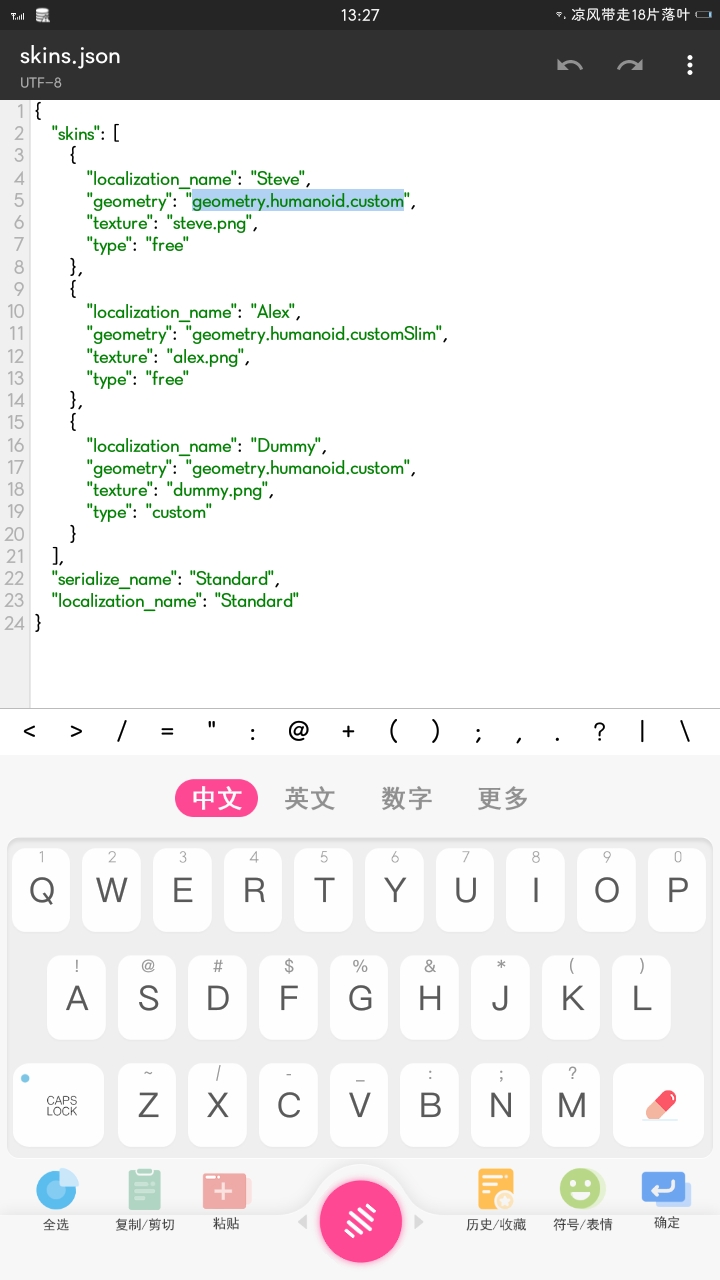 13:27
凉风带走18片落叶
skins.json
UTF-8
1 {
2 "skins": [
3 {
4 "localization_name": "Steve",
5 "geometry": "geometry.humanoid.custom",
6 "texture": "steve.png",
7 "type": "free"
8 },
9 {
10 "localization_name": "Alex",
11 "geometry": "geometry.humanoid.customSlim",
12 "texture": "alex.png",
13 "type": "free"
14 },
15 {
16 "localization_name": "Dummy",
17 "geometry": "geometry.humanoid.custom",
18 "texture": "dummy.png",
19 "type": "custom"
20 }
21 ],
22 "serialize_name": "Standard",
23 "localization_name": "Standard"
24 }
< > / = " : @ + ( ) ; , . ? | \
中文 英文 数字 更多
1 2 3 4 5 6 7 8 9 0
Q W E R T Y U I O P
! @ # $ % & * ( )
A S D F G H J K L
~ / - _ : ; ?
CAPS LOCK Z X C V B N M
全选 复制/剪切 粘贴 历史/收藏 符号/表情 确定